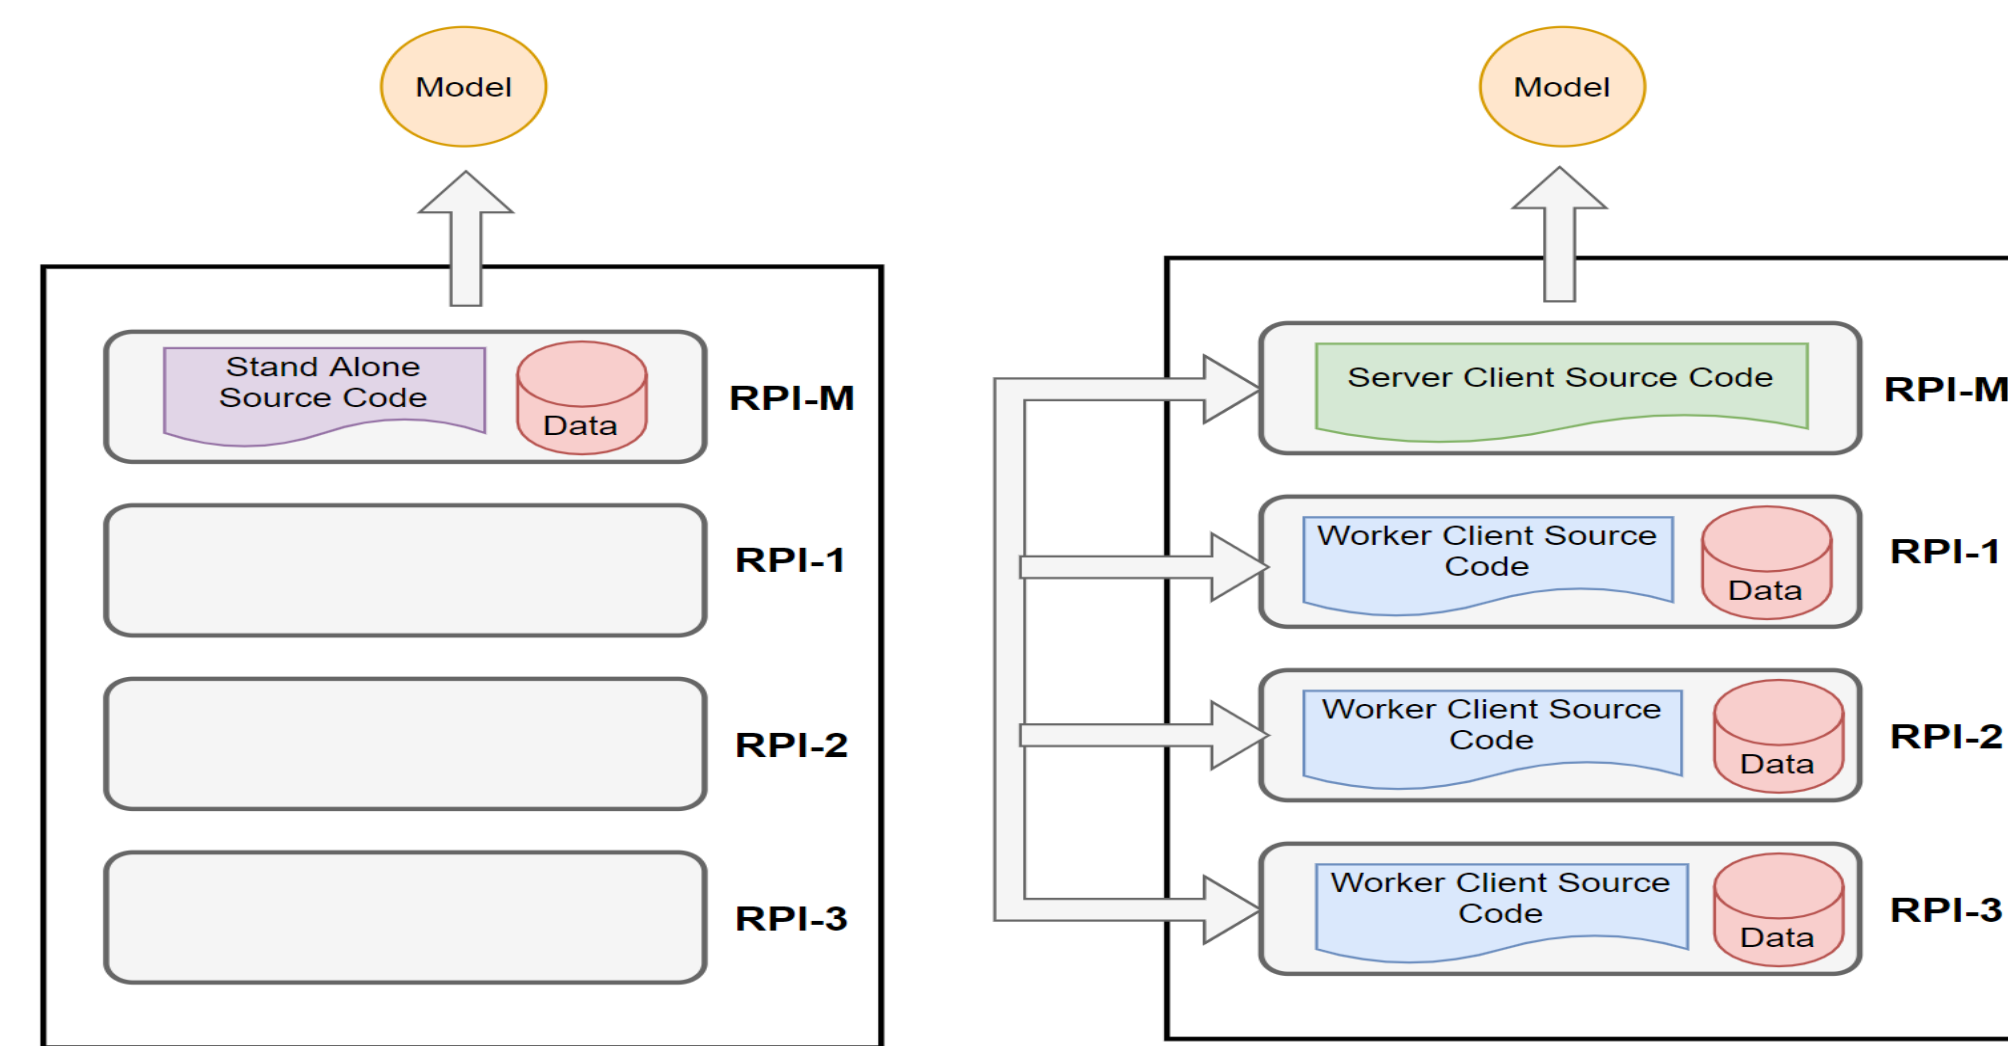 Model
Stand Alone
Source Code
Data
RPI-M
RPI-1
RPI-2
RPI-3
Model
Server Client Source Code
RPI-M
Worker Client Source
Code
Data
RPI-1
Worker Client Source
Code
Data
RPI-2
Worker Client Source
Code
Data
RPI-3